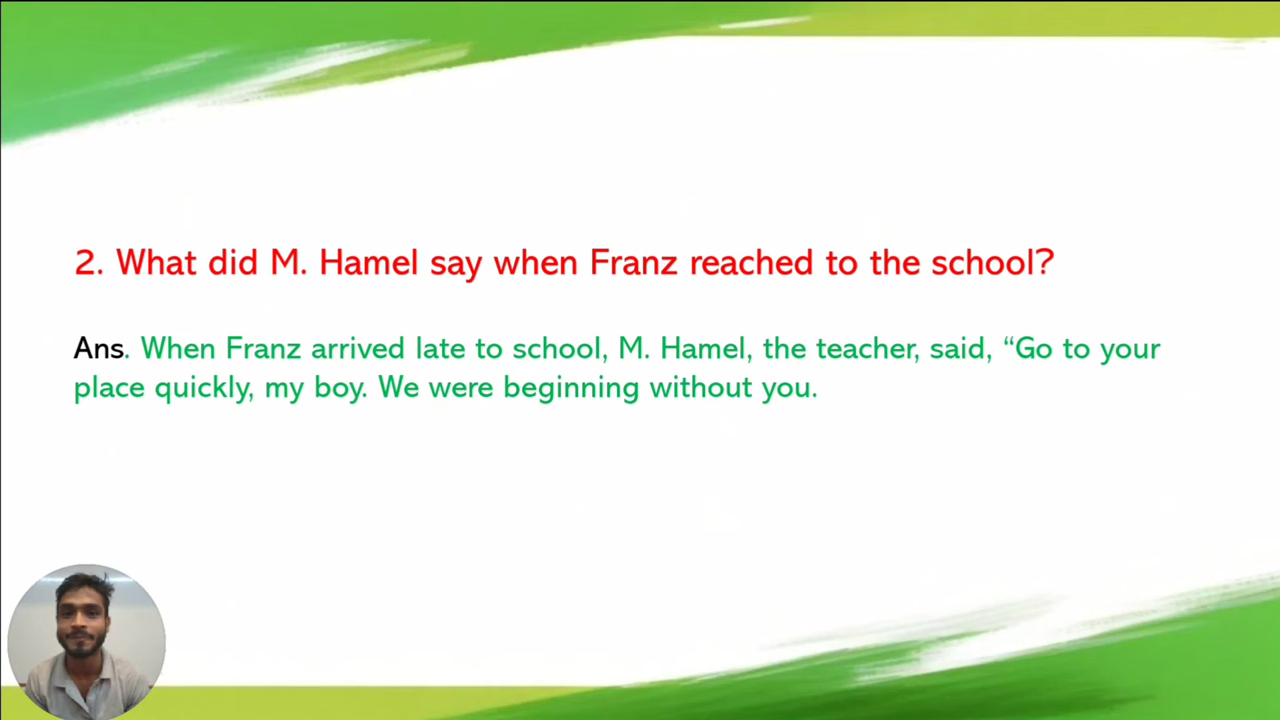 2. What did M. Hamel say when Franz reached to the school?
Ans. When Franz arrived late to school, M. Hamel, the teacher, said, “Go to your
place quickly, my boy. We were beginning without you.